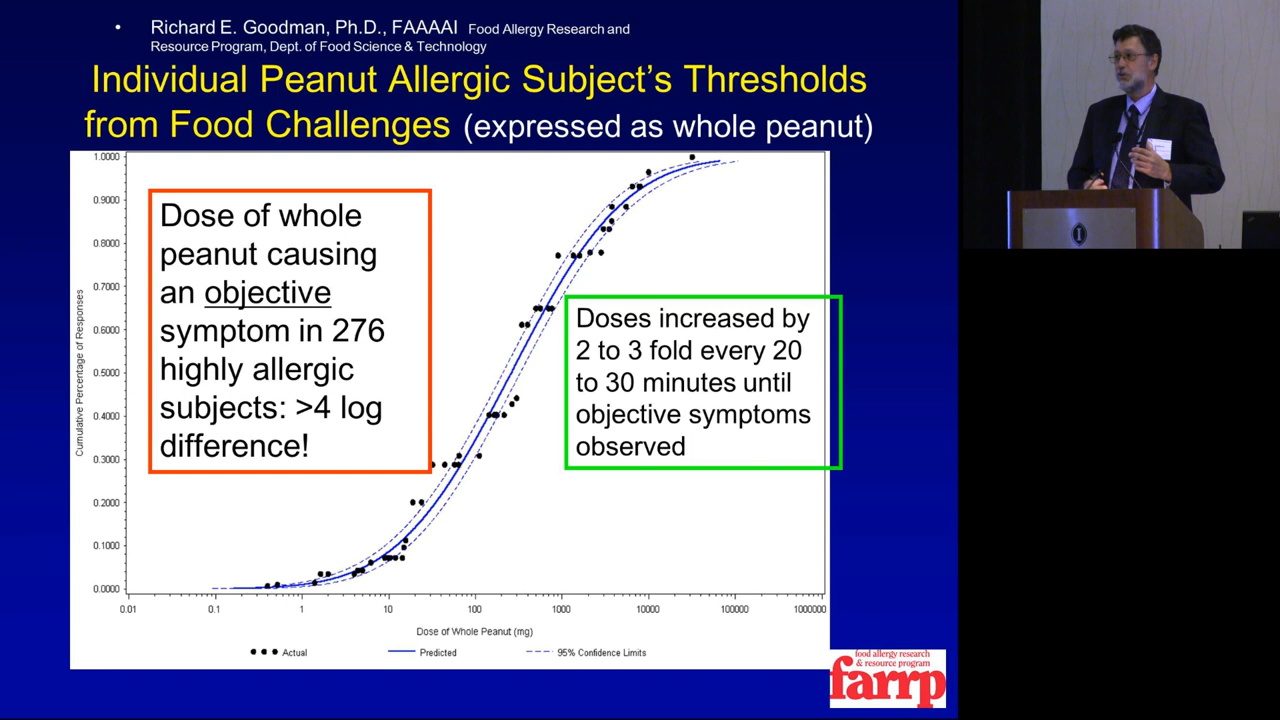 • Richard E. Goodman, Ph.D., FAAAAI Food Allergy Research and
Resource Program, Dept. of Food Science & Technology
Individual Peanut Allergic Subject's Thresholds
from Food Challenges (expressed as whole peanut)
1.0000
0.9000
0.8000
0.7000
0.6000
0.5000
0.4000
0.3000
0.2000
0.1000
0.0000
Cumulative Percentage of Responses
Dose of whole
peanut causing
an objective
symptom in 276
highly allergic
subjects: >4 log
difference!
Doses increased by
2 to 3 fold every 20
to 30 minutes until
objective symptoms
observed
0.01 0.1 1 10 100 1000 10000 100000 1000000
Dose of Whole Peanut (mg)
Actual Predicted 95% Confidence Limits
food allergy research
& resource program
farrp